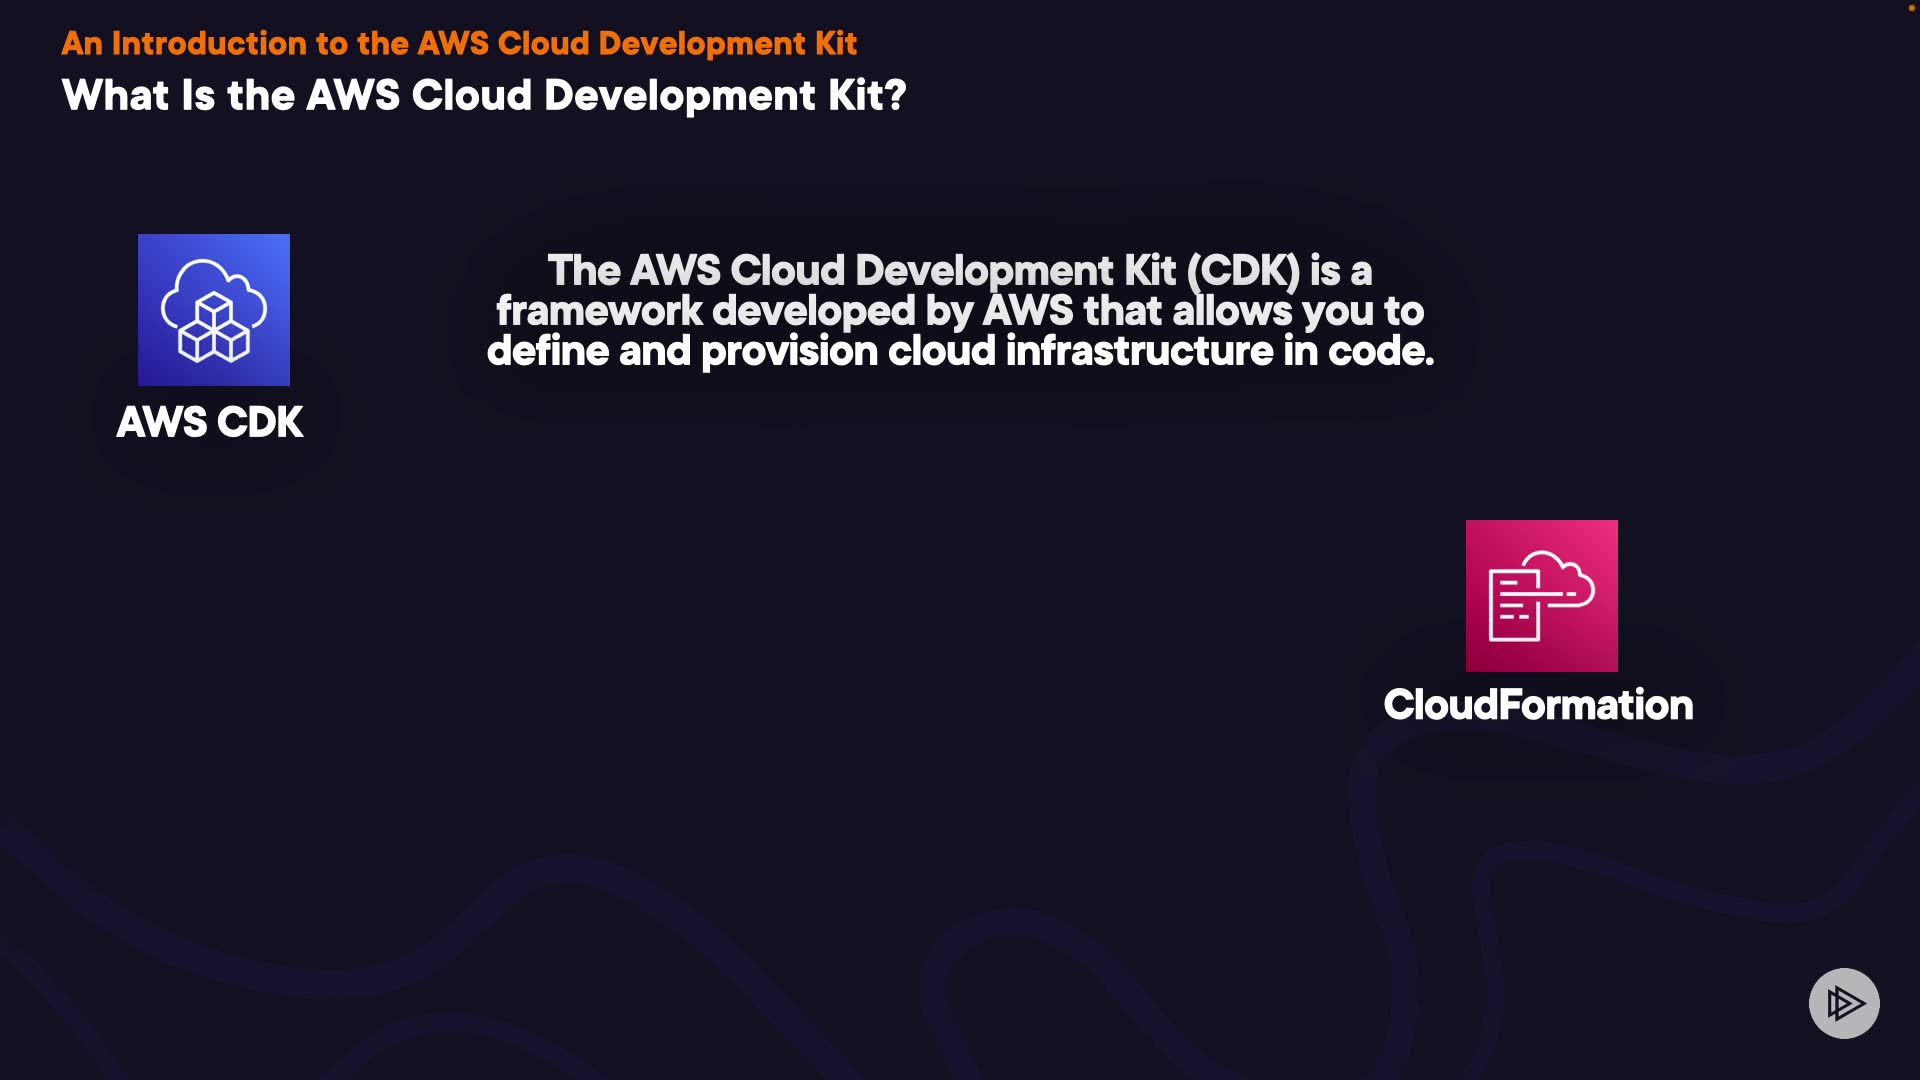 An Introduction to the AWS Cloud Development Kit
What Is the AWS Cloud Development Kit?
The AWS Cloud Development Kit (CDK) is a
framework developed by AWS that allows you to
define and provision cloud infrastructure in code.
AWS CDK
CloudFormation